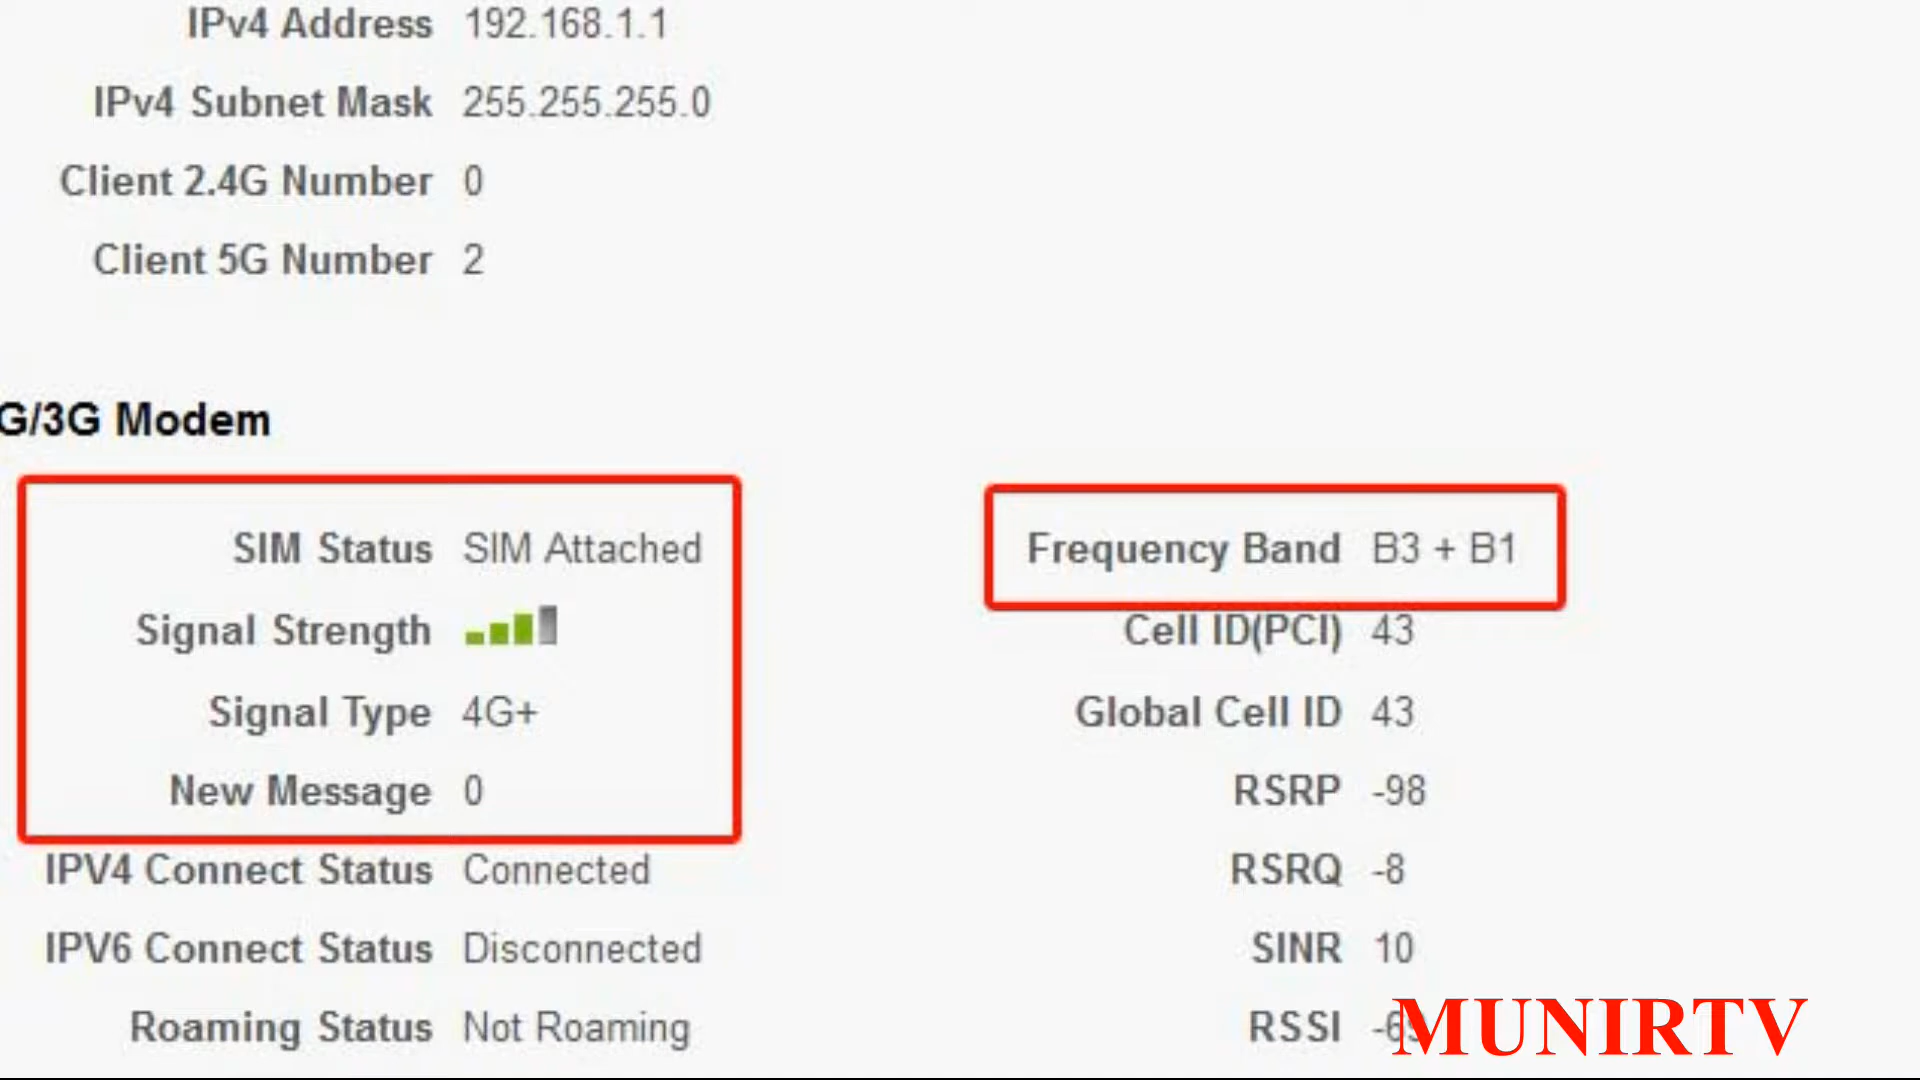 IPv4 Address 192.168.1.1
IPv4 Subnet Mask 255.255.255.0
Client 2.4G Number 0
Client 5G Number 2
G/3G Modem
SIM Status SIM Attached
Signal Strength
Signal Type 4G+
New Message 0
IPV4 Connect Status Connected
IPV6 Connect Status Disconnected
Roaming Status Not Roaming
Frequency Band B3 + B1
Cell ID(PCI) 43
Global Cell ID 43
RSRP -98
RSRQ -8
SINR 10
RSSI
MUNIRTV